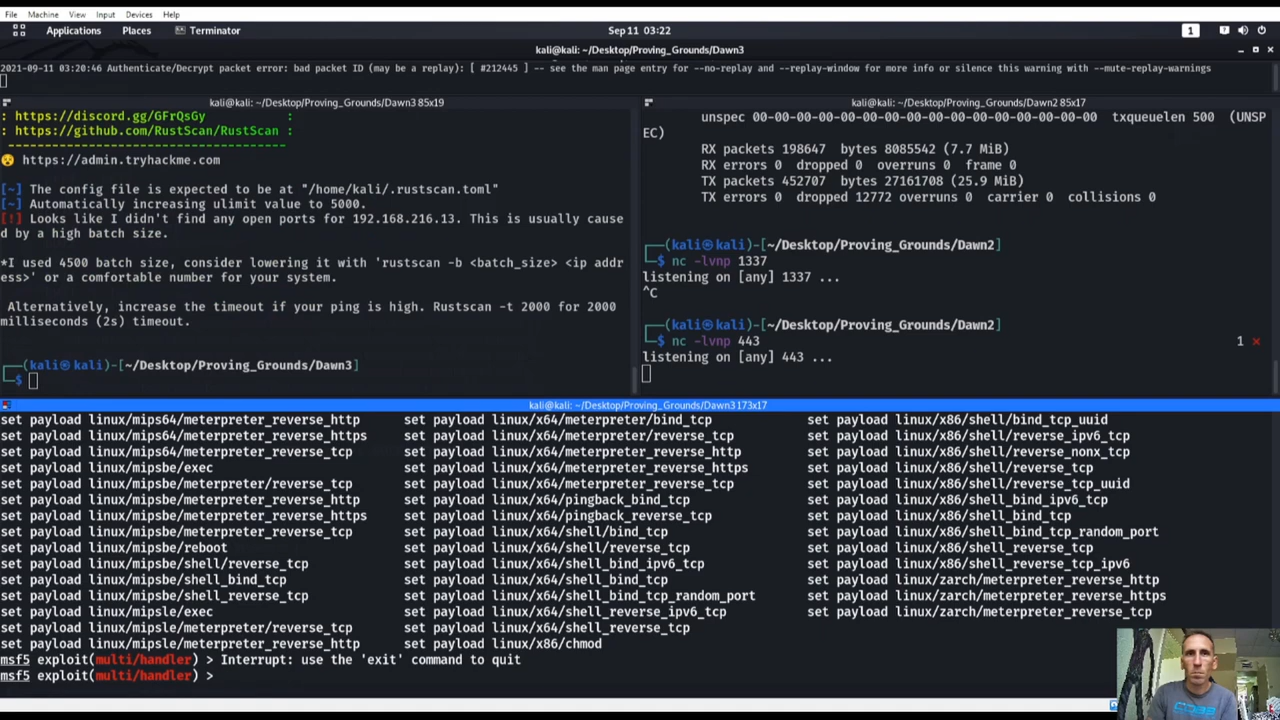 File Machine View Input Devices Help
Applications Places Terminator Sep 11 03:22 1
kali@kali: ~/Desktop/Proving_Grounds/Dawn3
2021-09-11 03:20:46 Authenticate/Decrypt packet error: bad packet ID (may be a replay): [ #212445 ] -- see the man page entry for --no-replay and --replay-window for more info or silence this warning with --mute-replay-warnings
kali@kali: ~/Desktop/Proving_Grounds/Dawn3 85x19
: https://discord.gg/GFrQsGy :
: https://github.com/RustScan/RustScan :
--------------------------------------
😵 https://admin.tryhackme.com
[~] The config file is expected to be at "/home/kali/.rustscan.toml"
[~] Automatically increasing ulimit value to 5000.
[!] Looks like I didn't find any open ports for 192.168.216.13. This is usually cause
d by a high batch size.
*I used 4500 batch size, consider lowering it with 'rustscan -b <batch_size> <ip addr
ess>' or a comfortable number for your system.
Alternatively, increase the timeout if your ping is high. Rustscan -t 2000 for 2000
milliseconds (2s) timeout.
┌──(kali㉿kali)-[~/Desktop/Proving_Grounds/Dawn3]
└─$
kali@kali: ~/Desktop/Proving_Grounds/Dawn2 85x17
unspec 00-00-00-00-00-00-00-00-00-00-00-00-00-00-00-00 txqueuelen 500 (UNSP
EC)
RX packets 198647 bytes 8085542 (7.7 MiB)
RX errors 0 dropped 0 overruns 0 frame 0
TX packets 452707 bytes 27161708 (25.9 MiB)
TX errors 0 dropped 12772 overruns 0 carrier 0 collisions 0
┌──(kali㉿kali)-[~/Desktop/Proving_Grounds/Dawn2]
└─$ nc -lvnp 1337
listening on [any] 1337 ...
^C
┌──(kali㉿kali)-[~/Desktop/Proving_Grounds/Dawn2]
└─$ nc -lvnp 443 1 ⨯
listening on [any] 443 ...
kali@kali: ~/Desktop/Proving_Grounds/Dawn3 173x17
set payload linux/mips64/meterpreter_reverse_http set payload linux/x64/meterpreter/bind_tcp set payload linux/x86/shell/bind_tcp_uuid
set payload linux/mips64/meterpreter_reverse_https set payload linux/x64/meterpreter/reverse_tcp set payload linux/x86/shell/reverse_ipv6_tcp
set payload linux/mips64/meterpreter_reverse_tcp set payload linux/x64/meterpreter_reverse_http set payload linux/x86/shell/reverse_nonx_tcp
set payload linux/mipsbe/exec set payload linux/x64/meterpreter_reverse_https set payload linux/x86/shell/reverse_tcp
set payload linux/mipsbe/meterpreter/reverse_tcp set payload linux/x64/meterpreter_reverse_tcp set payload linux/x86/shell/reverse_tcp_uuid
set payload linux/mipsbe/meterpreter_reverse_http set payload linux/x64/pingback_bind_tcp set payload linux/x86/shell_bind_ipv6_tcp
set payload linux/mipsbe/meterpreter_reverse_https set payload linux/x64/pingback_reverse_tcp set payload linux/x86/shell_bind_tcp
set payload linux/mipsbe/meterpreter_reverse_tcp set payload linux/x64/shell/bind_tcp set payload linux/x86/shell_bind_tcp_random_port
set payload linux/mipsbe/reboot set payload linux/x64/shell/reverse_tcp set payload linux/x86/shell_reverse_tcp
set payload linux/mipsbe/shell/reverse_tcp set payload linux/x64/shell_bind_ipv6_tcp set payload linux/x86/shell_reverse_tcp_ipv6
set payload linux/mipsbe/shell_bind_tcp set payload linux/x64/shell_bind_tcp set payload linux/zarch/meterpreter_reverse_http
set payload linux/mipsbe/shell_reverse_tcp set payload linux/x64/shell_bind_tcp_random_port set payload linux/zarch/meterpreter_reverse_https
set payload linux/mipsle/exec set payload linux/x64/shell_reverse_ipv6_tcp set payload linux/zarch/meterpreter_reverse_tcp
set payload linux/mipsle/meterpreter/reverse_tcp set payload linux/x64/shell_reverse_tcp
set payload linux/mipsle/meterpreter_reverse_http set payload linux/x86/chmod
msf5 exploit(multi/handler) > Interrupt: use the 'exit' command to quit
msf5 exploit(multi/handler) >